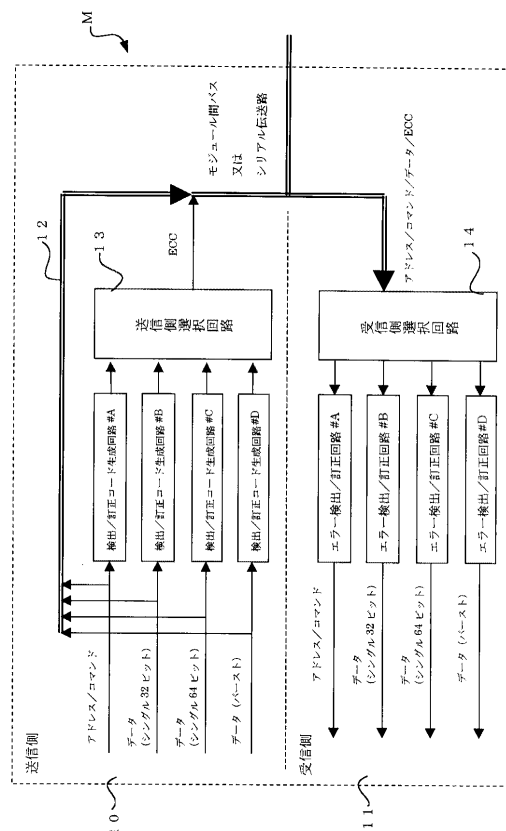 M
12
13
14
10
11
送信側
アドレス／コマンド
データ
(シングル32ビット)
データ
(シングル64ビット)
データ (バースト)
検出／訂正コード生成回路 #A
検出／訂正コード生成回路 #B
検出／訂正コード生成回路 #C
検出／訂正コード生成回路 #D
送信側選択回路
ECC
モジュール間バス
又は
シリアル伝送路
受信側
アドレス／コマンド
データ
(シングル32ビット)
データ
(シングル64ビット)
データ (バースト)
エラー検出／訂正回路 #A
エラー検出／訂正回路 #B
エラー検出／訂正回路 #C
エラー検出／訂正回路 #D
受信側選択回路
アドレス／コマンド／データ／ECC